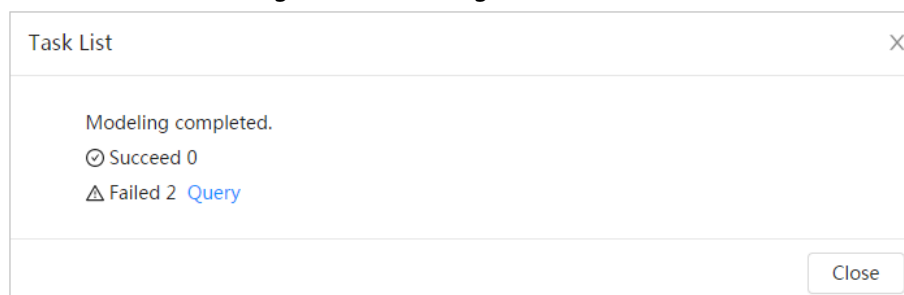 Task List
Modeling completed.
Succeed 0
Failed 2 Query
Close